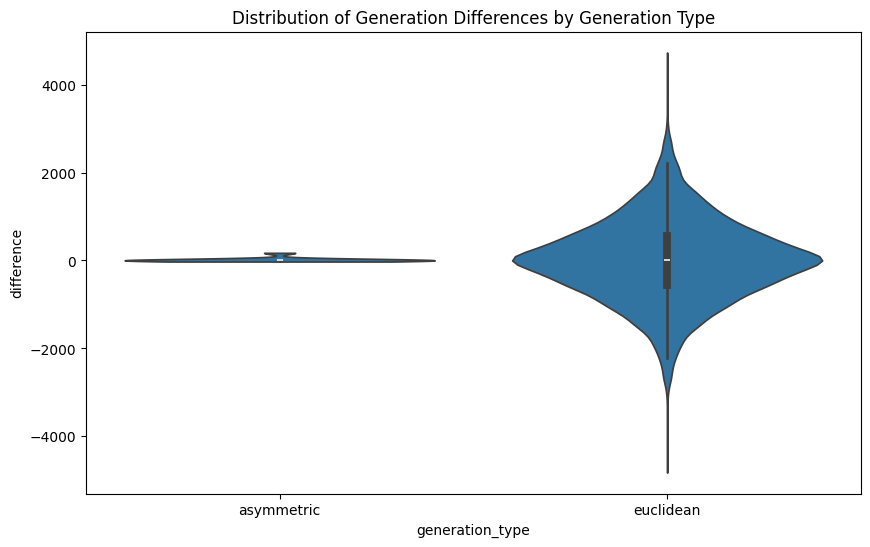 Distribution of Generation Differences by Generation Type
difference
4000
2000
0
−2000
−4000
asymmetric
euclidean
generation_type